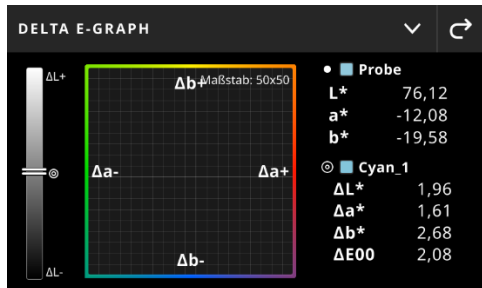 DELTA E-GRAPH
ΔL+
Δb+
Maßstab: 50x50
Δa-
Δa+
Δb-
ΔL-
Probe
L* 76,12
a* -12,08
b* -19,58
Cyan_1
ΔL* 1,96
Δa* 1,61
Δb* 2,68
ΔE00 2,08